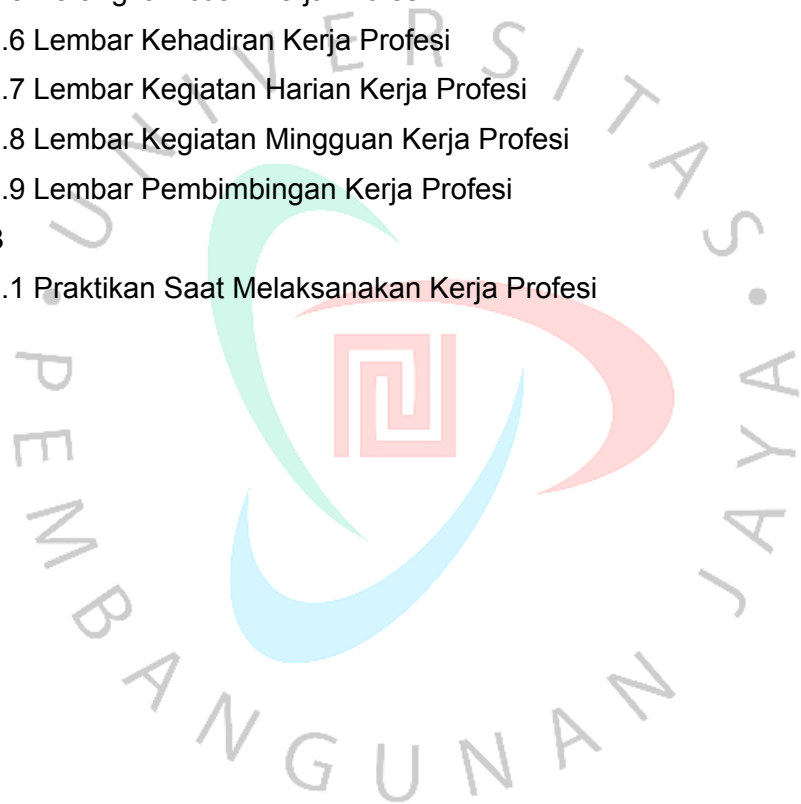 .6 Lembar Kehadiran Kerja Profesi
.7 Lembar Kegiatan Harian Kerja Profesi
.8 Lembar Kegiatan Mingguan Kerja Profesi
.9 Lembar Pembimbingan Kerja Profesi
.1 Praktikan Saat Melaksanakan Kerja Profesi
UNIVERSITAS • PEMBANGUNAN JAYA •